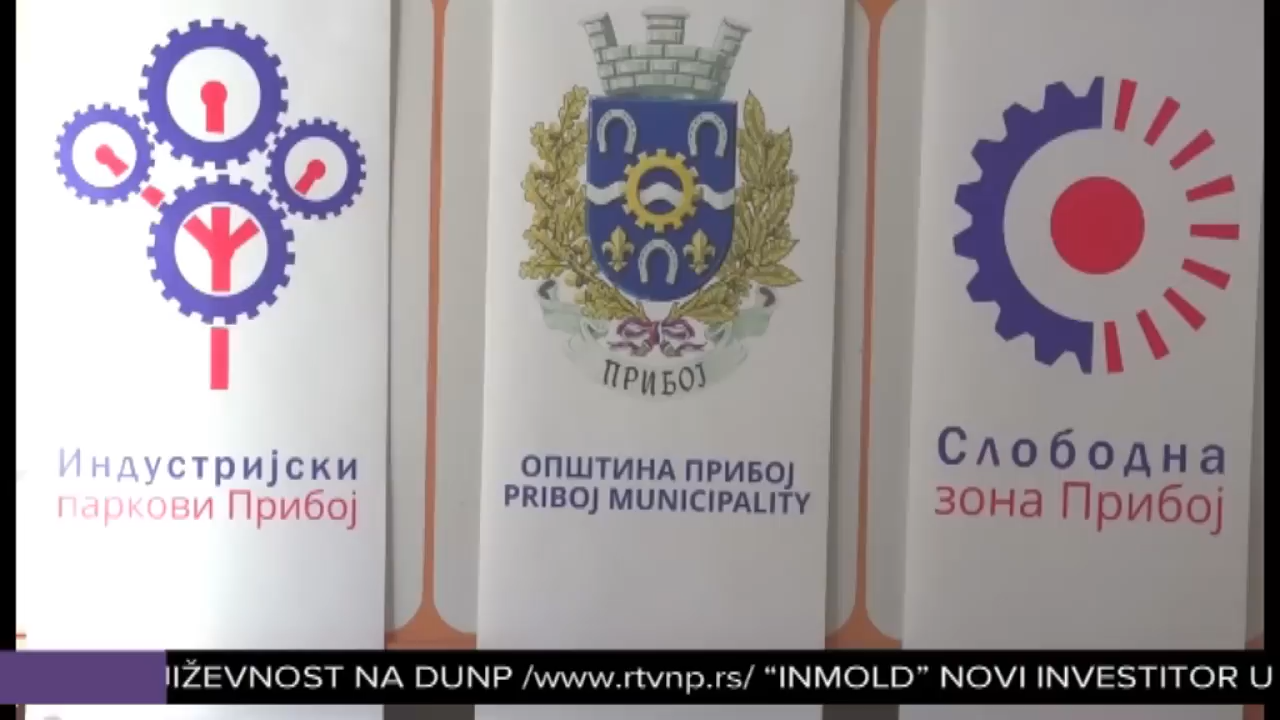 ПРИБОЈ
Индустријски
паркови Прибој
ОПШТИНА ПРИБОЈ
PRIBOJ MUNICIPALITY
Слободна
зона Прибој
NA DUNP /www.rtvnp.rs/ “INMOLD” NOVI INVESTITOR U